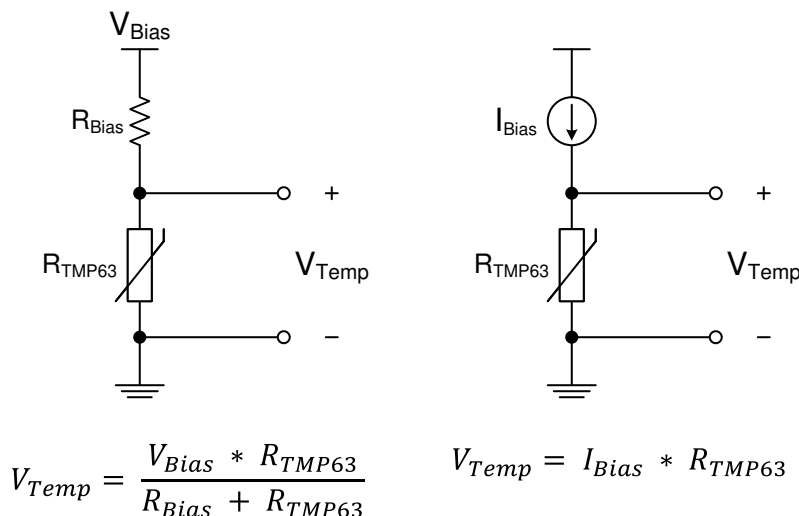 V_Bias
R_Bias
+
R_TMP63
V_Temp
−
I_Bias
+
R_TMP63
V_Temp
−
V_Temp = (V_Bias * R_TMP63) / (R_Bias + R_TMP63)
V_Temp = I_Bias * R_TMP63